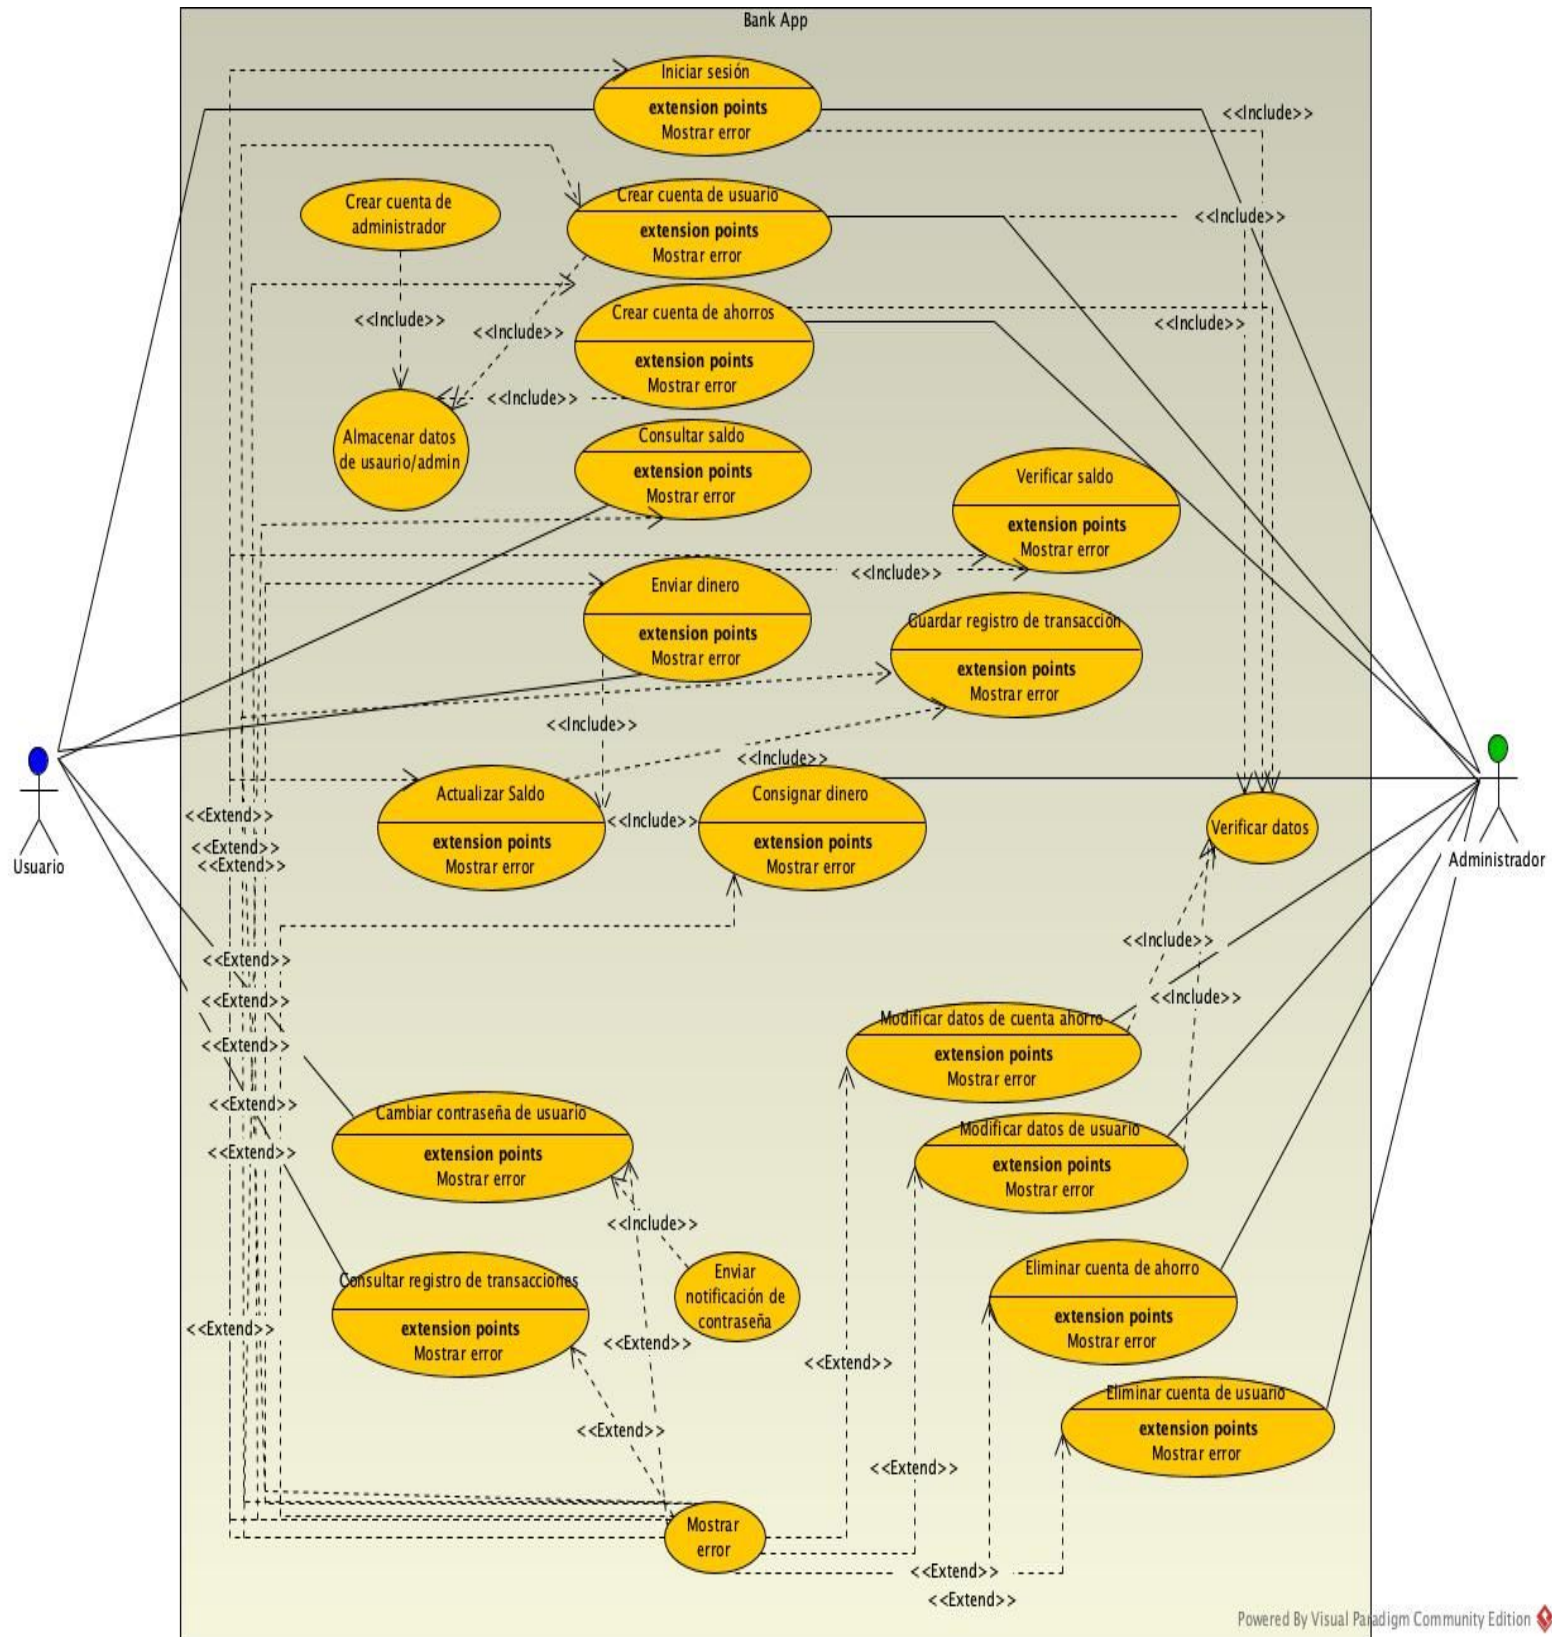 Bank App
Iniciar sesión
extension points
Mostrar error
<<Include>>
Crear cuenta de
administrador
Crear cuenta de usuario
extension points
Mostrar error
<<Include>>
<<Include>>
<<Include>>
Crear cuenta de ahorros
extension points
Mostrar error
<<Include>>
<<Include>>
Almacenar datos
de usaurio/admin
Consultar saldo
extension points
Mostrar error
Verificar saldo
extension points
Mostrar error
Enviar dinero
extension points
Mostrar error
<<Include>>
Guardar registro de transacción
extension points
Mostrar error
<<Include>>
<<Include>>
Actualizar Saldo
extension points
Mostrar error
<<Include>>
Consignar dinero
extension points
Mostrar error
Verificar datos
Usuario
Administrador
<<Extend>>
<<Extend>>
<<Extend>>
<<Extend>>
<<Extend>>
<<Extend>>
<<Extend>>
<<Extend>>
<<Include>>
<<Include>>
Modificar datos de cuenta ahorro
extension points
Mostrar error
Cambiar contraseña de usuario
extension points
Mostrar error
Modificar datos de usuario
extension points
Mostrar error
<<Include>>
Enviar
notificación de
contraseña
Consultar registro de transacciones
extension points
Mostrar error
Eliminar cuenta de ahorro
extension points
Mostrar error
<<Extend>>
<<Extend>>
<<Extend>>
<<Extend>>
Eliminar cuenta de usuario
extension points
Mostrar error
<<Extend>>
Mostrar
error
<<Extend>>
<<Extend>>
Powered By Visual Paradigm Community Edition